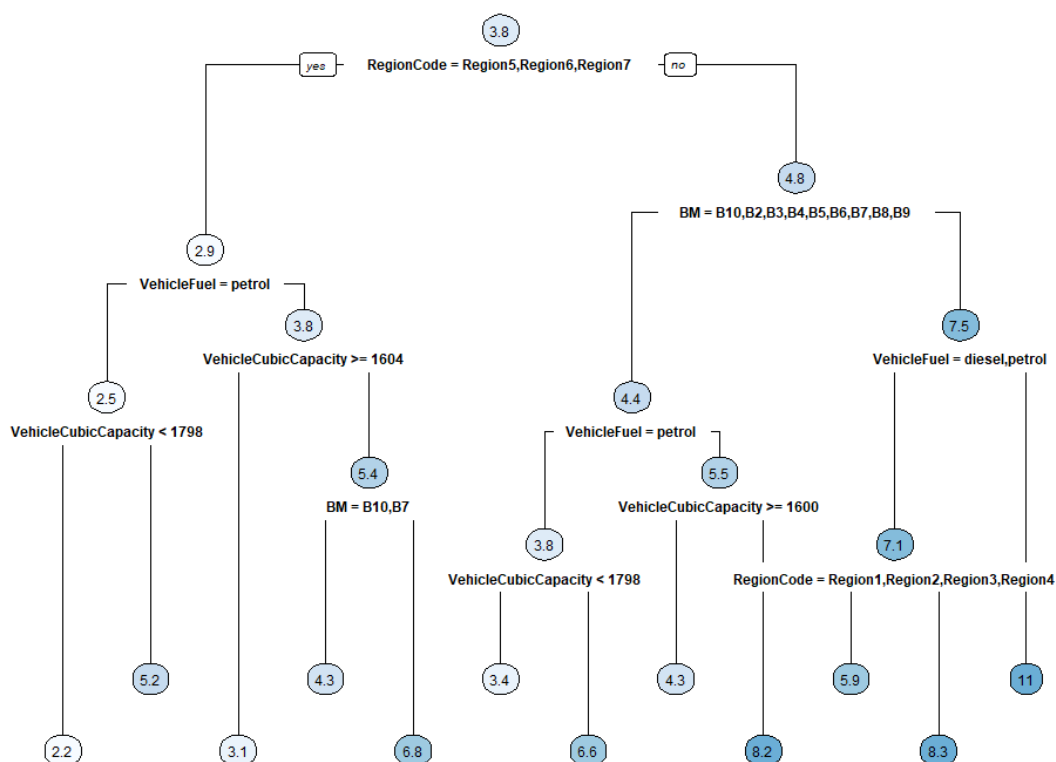 3.8
yes RegionCode = Region5,Region6,Region7 no
4.8
BM = B10,B2,B3,B4,B5,B6,B7,B8,B9
2.9
VehicleFuel = petrol
3.8 7.5
VehicleCubicCapacity >= 1604 VehicleFuel = diesel,petrol
2.5 4.4
VehicleCubicCapacity < 1798 VehicleFuel = petrol
5.4 5.5
BM = B10,B7 VehicleCubicCapacity >= 1600
3.8 7.1
VehicleCubicCapacity < 1798 RegionCode = Region1,Region2,Region3,Region4
5.2 4.3 3.4 4.3 5.9 11
2.2 3.1 6.8 6.6 8.2 8.3